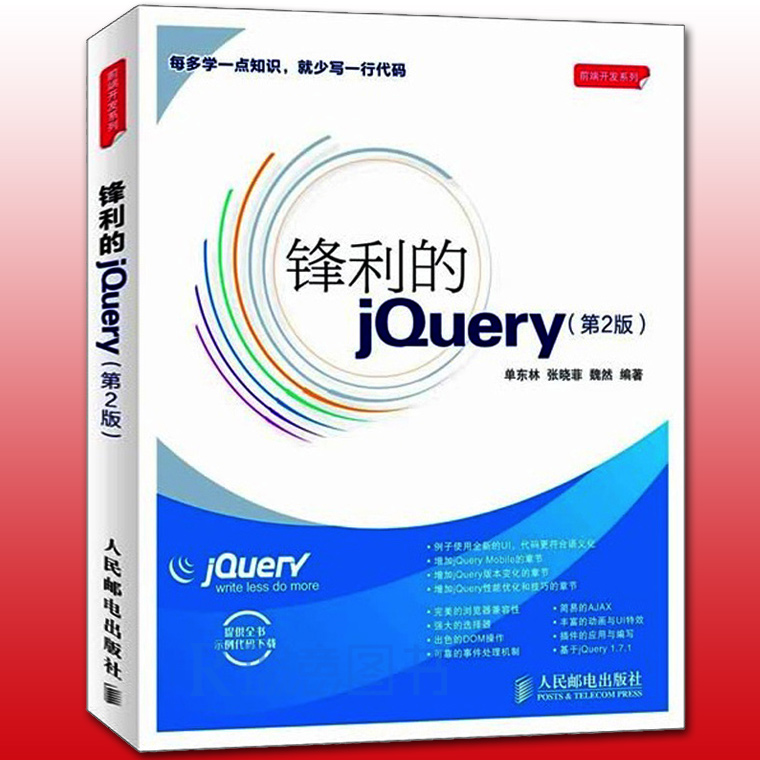 前端开发系列
锋利的jQuery(第2版)
人民邮电出版社
每多学一点知识，就少写一行代码
前端开发系列
锋利的
jQuery(第2版)
单东林 张晓菲 魏然 编著
jQuery
write less do more
提供全书
示例代码下载
• 例子使用全新的UI，代码更符合语义化
• 增加jQuery Mobile的章节
• 增加jQuery版本变化的章节
• 增加jQuery性能优化和技巧的章节
• 完美的浏览器兼容性 • 简易的AJAX
• 强大的选择器 • 丰富的动画与UI特效
• 出色的DOM操作 • 插件的应用与编写
• 可靠的事件处理机制 • 基于jQuery 1.7.1
人民邮电出版社
POSTS & TELECOM PRESS